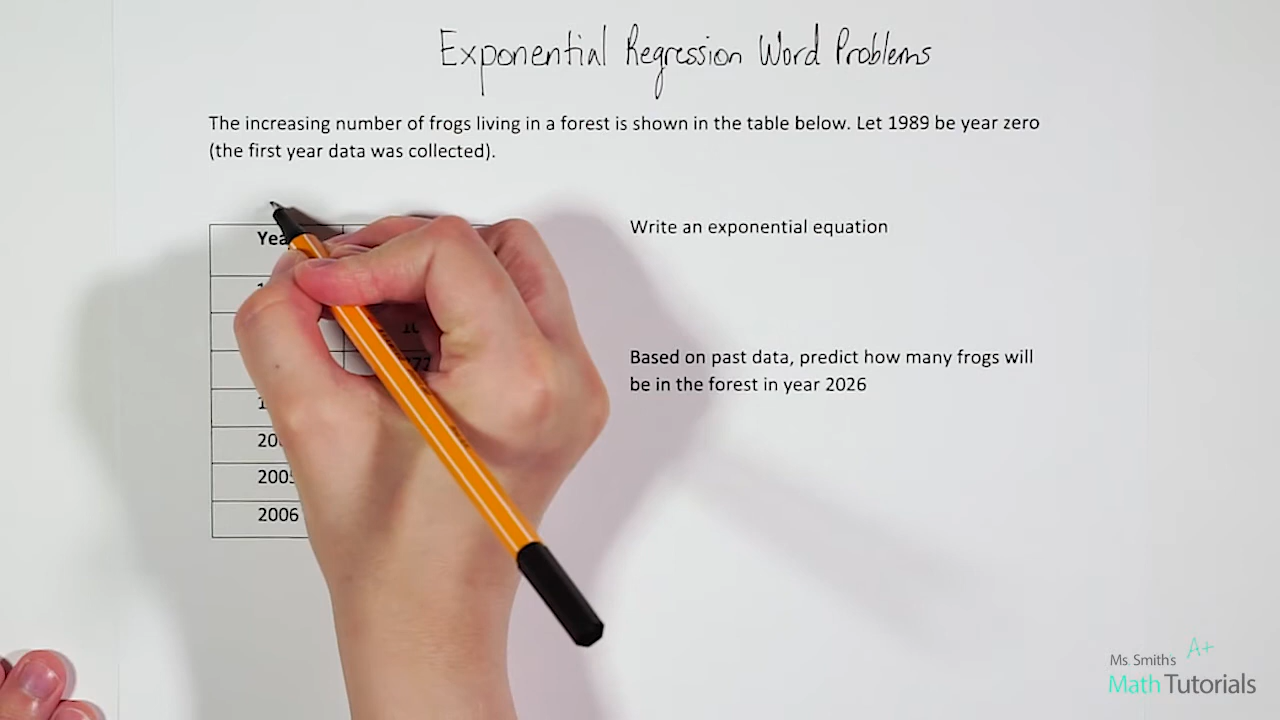 Exponential Regression Word Problems
The increasing number of frogs living in a forest is shown in the table below. Let 1989 be year zero
(the first year data was collected).
Write an exponential equation
Based on past data, predict how many frogs will
be in the forest in year 2026
2005
2006
Ms. Smith's A+
Math Tutorials